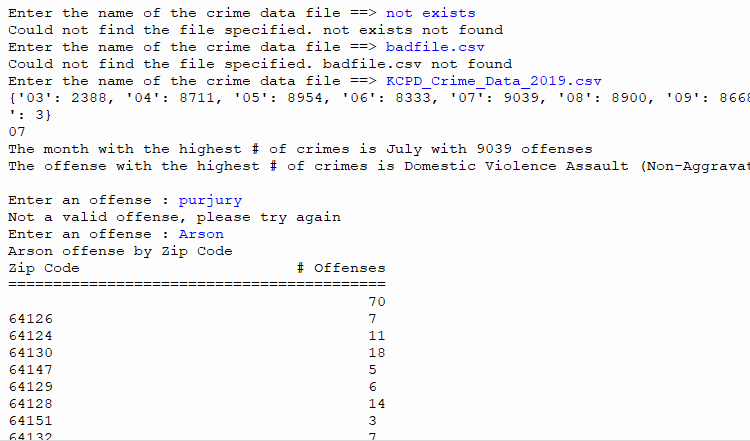 Enter the name of the crime data file ==> not exists
Could not find the file specified. not exists not found
Enter the name of the crime data file ==> badfile.csv
Could not find the file specified. badfile.csv not found
Enter the name of the crime data file ==> KCPD_Crime_Data_2019.csv
{'03': 2388, '04': 8711, '05': 8954, '06': 8333, '07': 9039, '08': 8900, '09': 8668
': 3}
07
The month with the highest # of crimes is July with 9039 offenses
The offense with the highest # of crimes is Domestic Violence Assault (Non-Aggravat
Enter an offense : purjury
Not a valid offense, please try again
Enter an offense : Arson
Arson offense by Zip Code
Zip Code # Offenses
==========================================
70
64126 7
64124 11
64130 18
64147 5
64129 6
64128 14
64151 3
64132 7